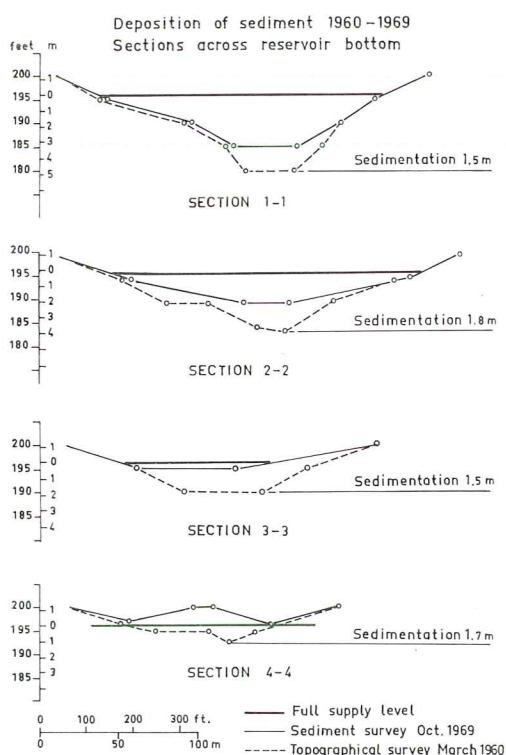 Deposition of sediment 1960-1969
Sections across reservoir bottom
feet m
200 1
195 0
190 1
2
185 3
4
180 5
Sedimentation 1,5 m
SECTION 1-1
200 1
195 0
1
190 2
185 3
4
180
Sedimentation 1.8 m
SECTION 2-2
200 1
0
195 1
190 2
185 3
4
Sedimentation 1,5 m
SECTION 3-3
200 1
195 0
1
190 2
185 3
Sedimentation 1,7 m
SECTION 4-4
0 100 200 300 ft.
0 50 100 m
Full supply level
Sediment survey Oct. 1969
Topographical survey March 1960